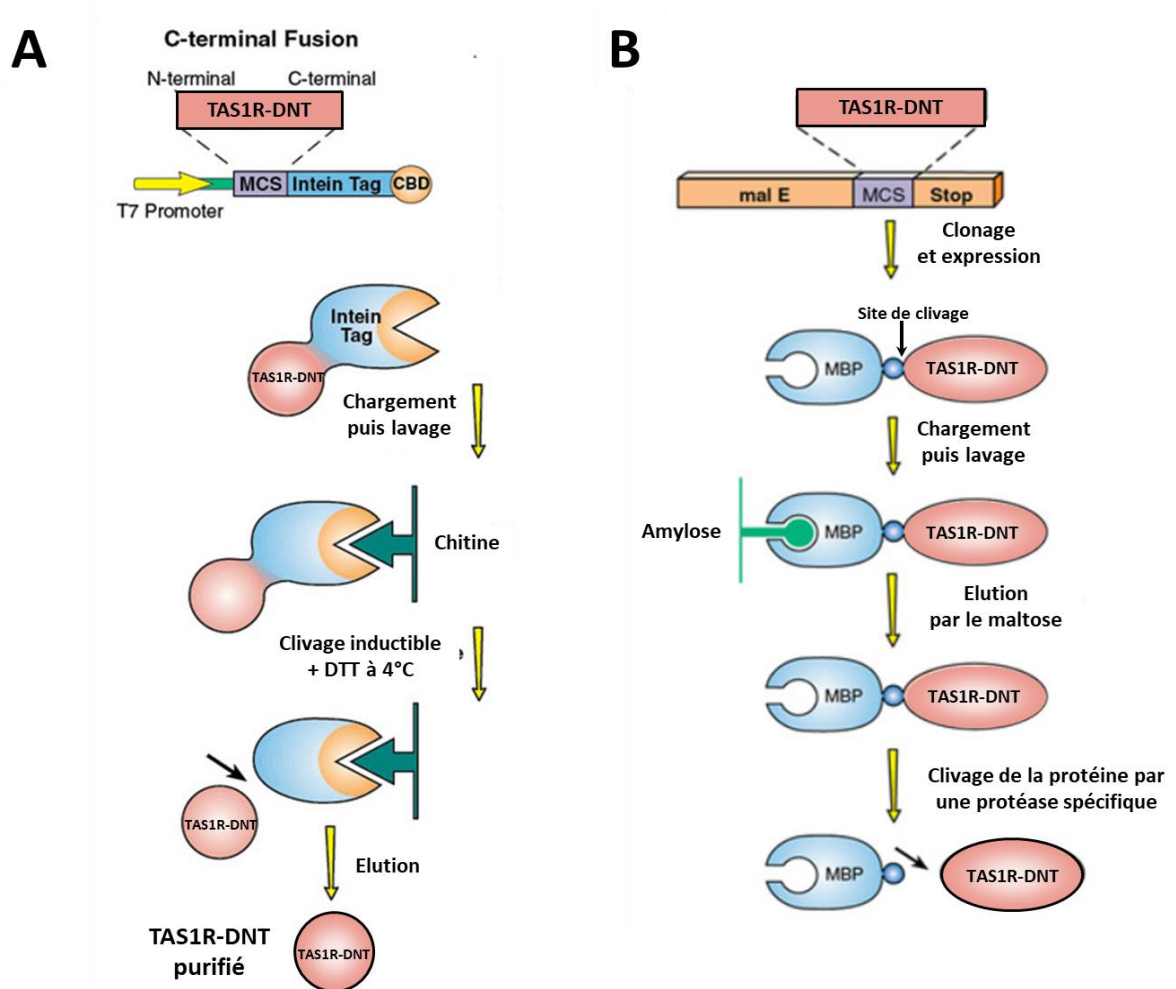 A
C-terminal Fusion
N-terminal C-terminal
TAS1R-DNT
MCS Intein Tag CBD
T7 Promoter
Intein
Tag
TAS1R-DNT
Chargement
puis lavage
Chitine
Clivage inductible
+ DTT à 4°C
e
TAS1R-DNT
Elution
TAS1R-DNT
purifié
TAS1R-DNT
B
TAS1R-DNT
mal E MCS Stop
Clonage
et expression
Site de clivage
MBP TAS1R-DNT
Chargement
puis lavage
Amylose MBP TAS1R-DNT
Elution
par le maltose
MBP TAS1R-DNT
Clivage de la protéine par
une protéase spécifique
MBP TAS1R-DNT